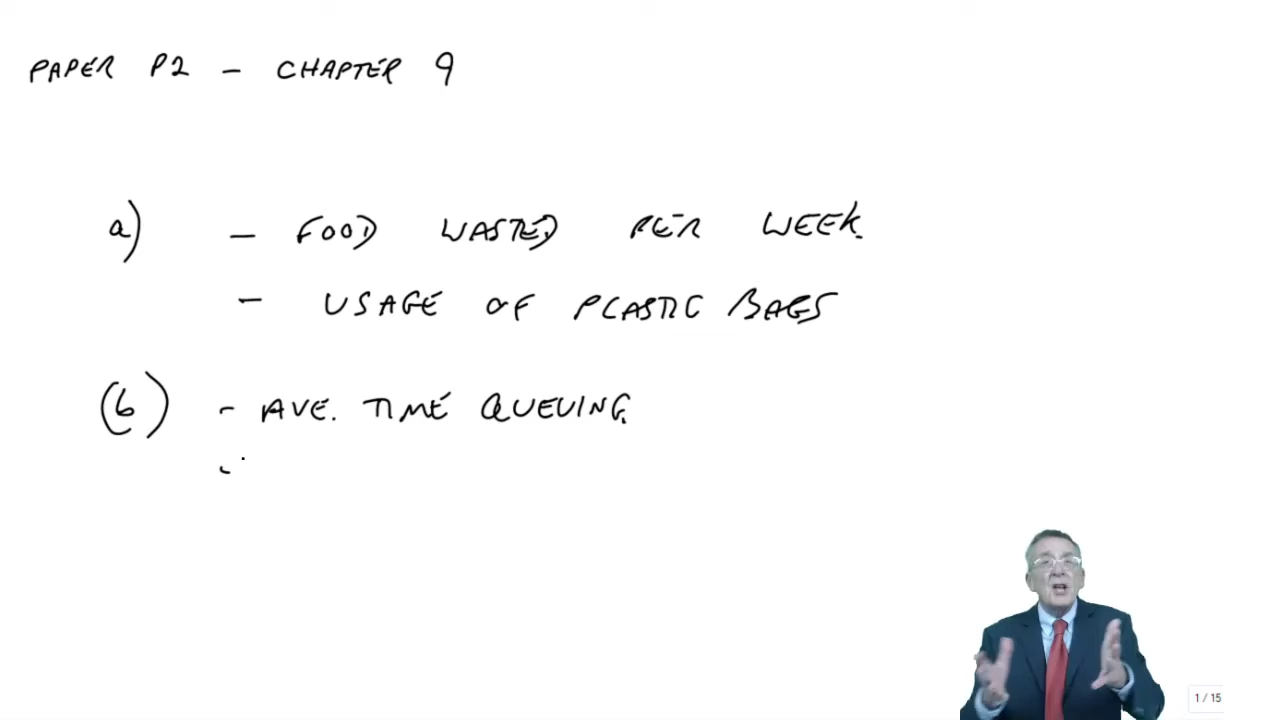 PAPER P2 - CHAPTER 9
a) - FOOD WASTED PER WEEK.
- USAGE OF PLASTIC BAGS
(b) - AVE. TIME QUEUING.
1 / 15